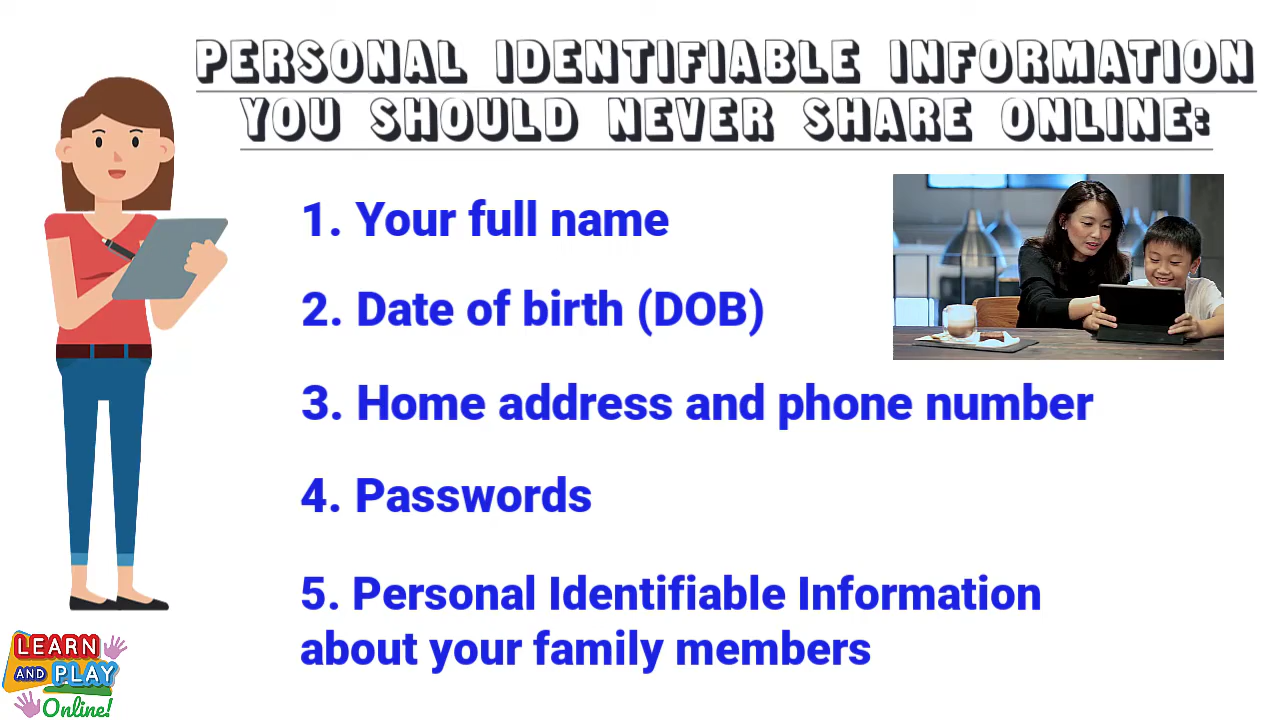 PERSONAL IDENTIFIABLE INFORMATION
YOU SHOULD NEVER SHARE ONLINE:
1. Your full name
2. Date of birth (DOB)
3. Home address and phone number
4. Passwords
5. Personal Identifiable Information
about your family members
LEARN
AND PLAY
Online!